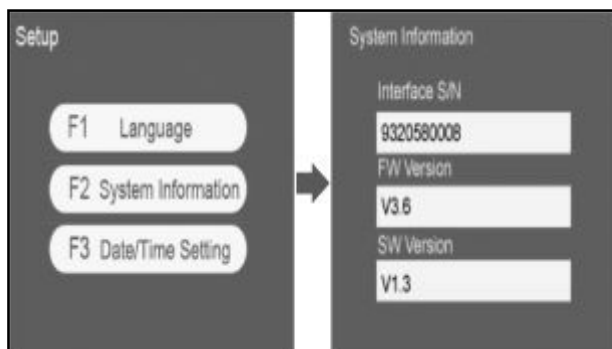 Setup
F1 Language
F2 System Information
F3 Date/Time Setting
System Information
Interface S/N
9320580008
FW Version
V3.6
SW Version
V1.3